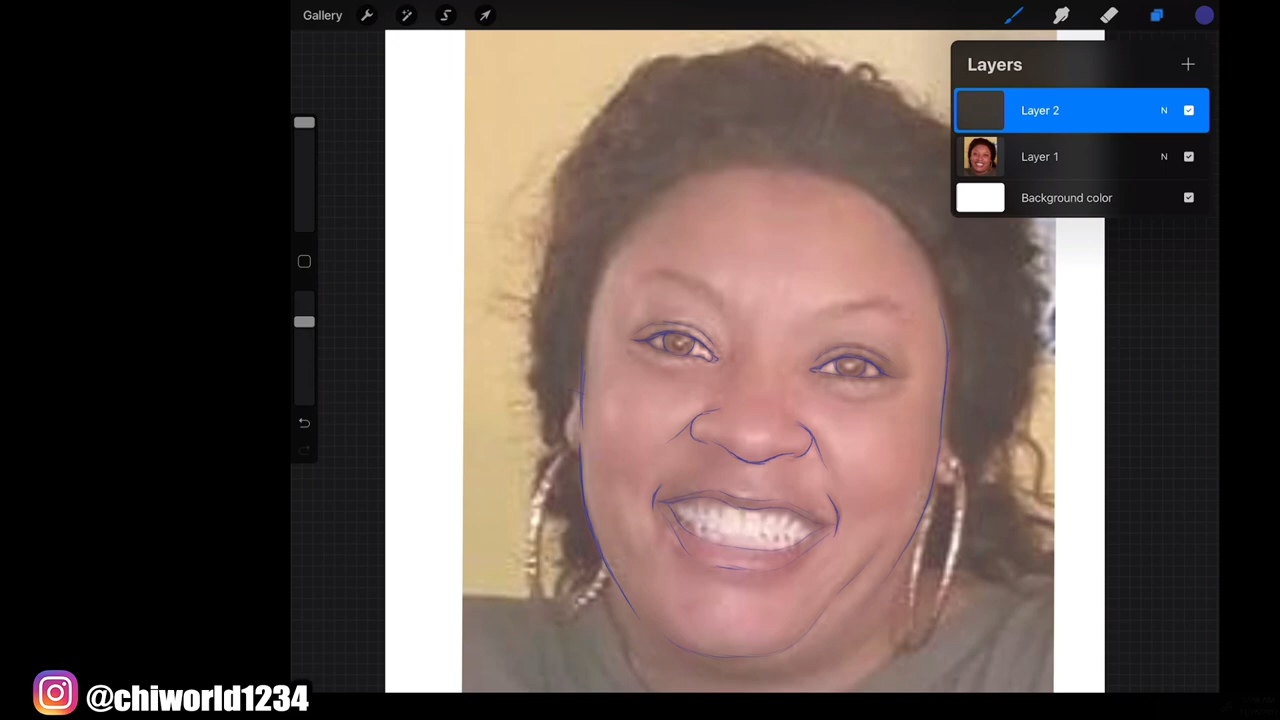 Gallery
Layers
Layer 2
N
Layer 1
N
Background color
@chiworld1234